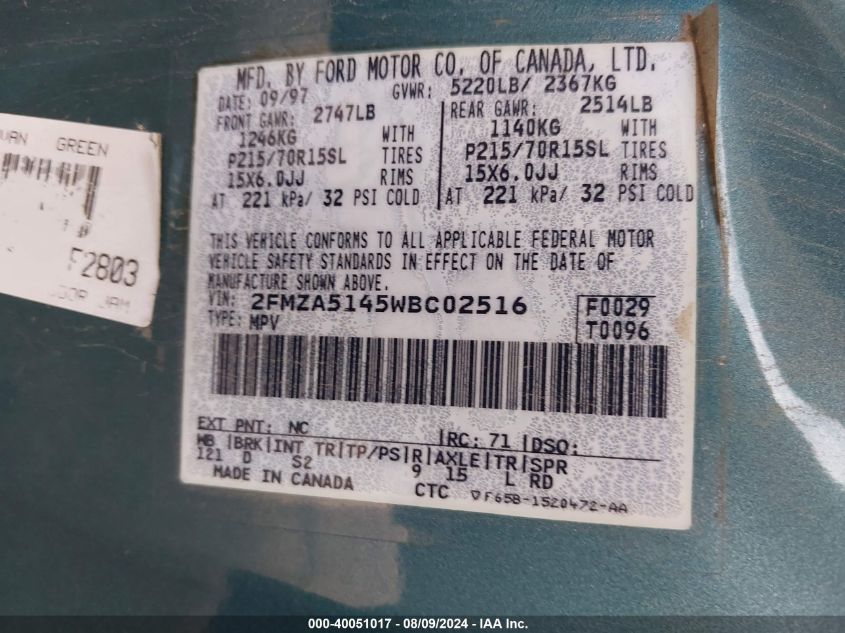 MFD. BY FORD MOTOR CO. OF CANADA, LTD.
DATE: 09/97 GVWR: 5220LB/ 2367KG
FRONT GAWR: 2747LB REAR GAWR: 2514LB
1246KG WITH 1140KG WITH
P215/70R15SL TIRES P215/70R15SL TIRES
15X6.0JJ RIMS 15X6.0JJ RIMS
AT 221 kPa/ 32 PSI COLD AT 221 kPa/ 32 PSI COLD
THIS VEHICLE CONFORMS TO ALL APPLICABLE FEDERAL MOTOR
VEHICLE SAFETY STANDARDS IN EFFECT ON THE DATE OF
MANUFACTURE SHOWN ABOVE.
VIN: 2FMZA5145WBC02516 F0029
TYPE: MPV T0096
EXT PNT: NC RC: 71 DSO:
WB BRK INT TR TP/PS R AXLE TR SPR
121 D S2 9 15 L RD
MADE IN CANADA CTC F65B-1520472-AA
VAN GREEN
F2803
DOOR JAM
000-40051017 - 08/09/2024 - IAA Inc.